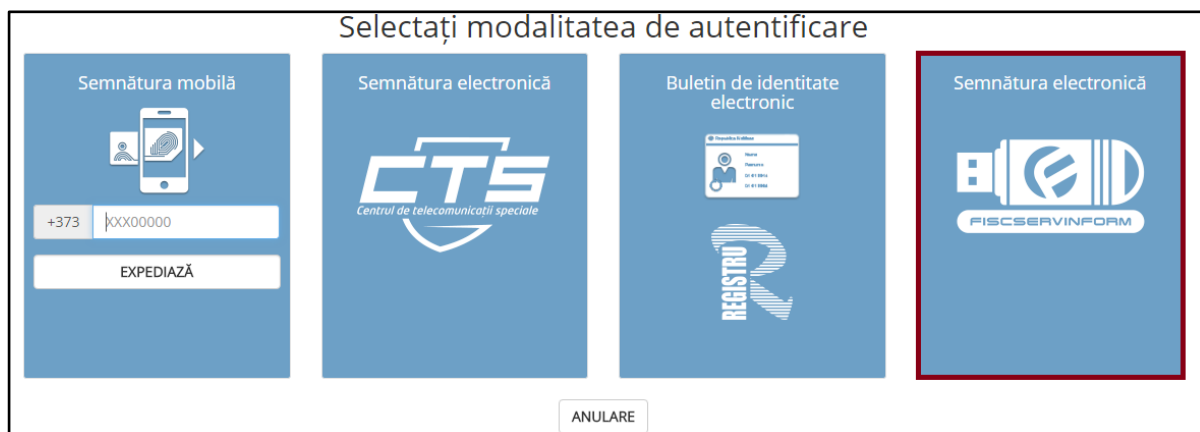 Selectați modalitatea de autentificare
Semnătura mobilă
+373
XXX00000
EXPEDIAZĂ
Semnătura electronică
CTS
Centrul de telecomunicații speciale
Buletin de identitate
electronic
REGISTRU
R
Semnătura electronică
FISCSERVINFORM
ANULARE